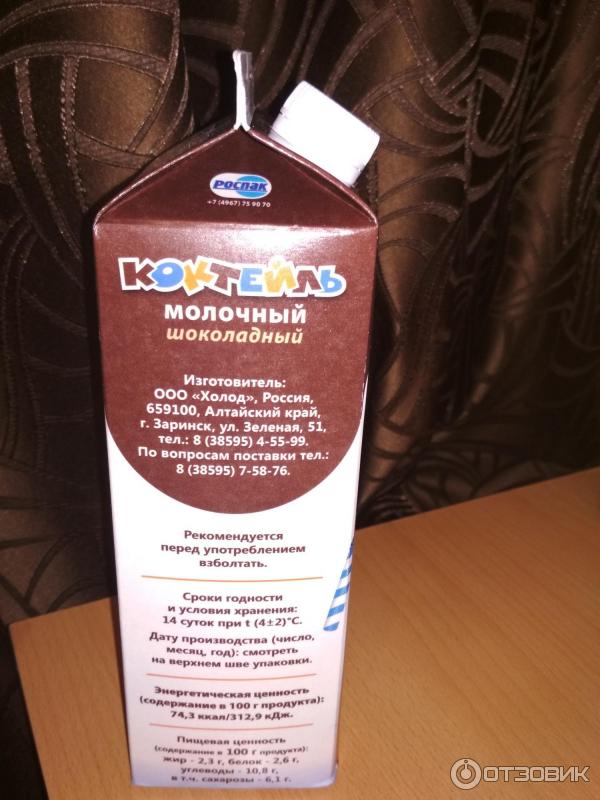 РОСПАК
+7 (4967) 75 90 70
КОКТЕЙЛЬ
МОЛОЧНЫЙ
шоколадный
Изготовитель:
ООО «Холод», Россия,
659100, Алтайский край,
г. Заринск, ул. Зеленая, 51,
тел.: 8 (38595) 4-55-99.
По вопросам поставки тел.:
8 (38595) 7-58-76.
Рекомендуется
перед употреблением
взболтать.
Сроки годности
и условия хранения:
14 суток при t (4±2)°С.
Дату производства (число,
месяц, год): смотреть
на верхнем шве упаковки.
Энергетическая ценность
(содержание в 100 г продукта):
74,3 ккал/312,9 кДж.
Пищевая ценность
(содержание в 100 г продукта):
жир - 2,3 г, белок - 2,6 г,
углеводы - 10,8 г,
в т.ч. сахарозы - 6,1 г.
ОТЗОВИК